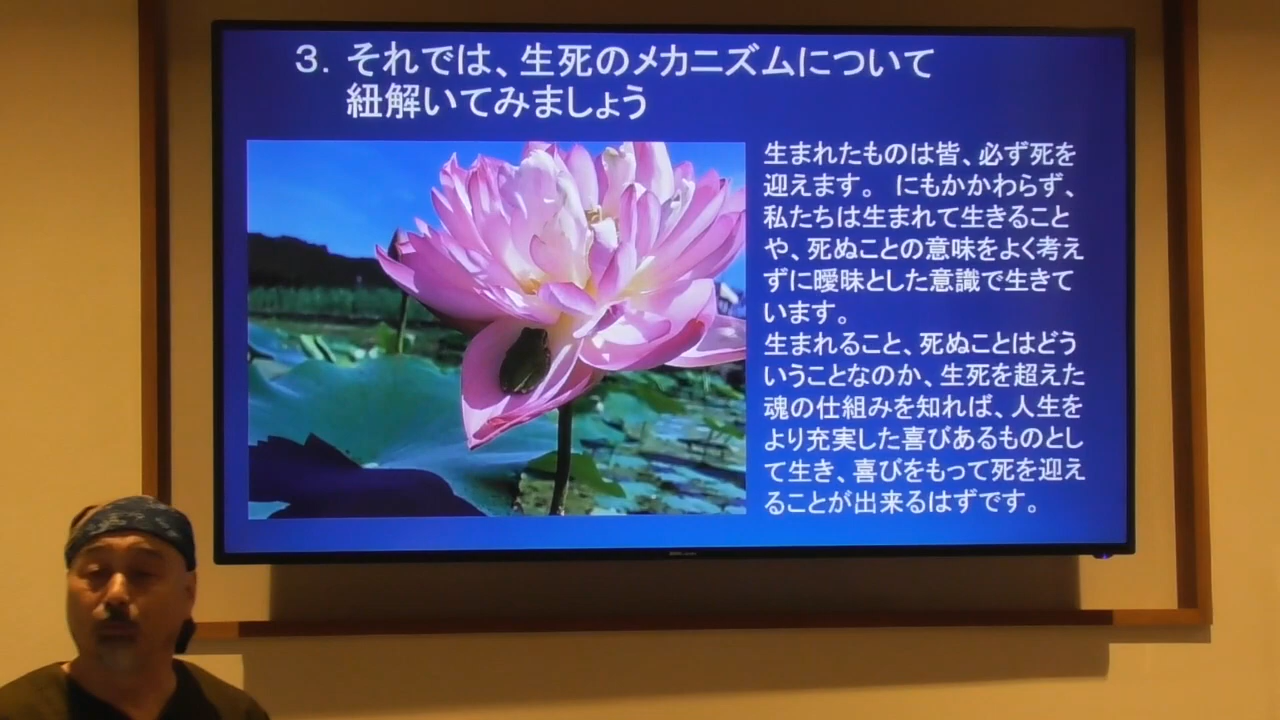 3. それでは、生死のメカニズムについて
紐解いてみましょう
生まれたものは皆、必ず死を
迎えます。 にもかかわらず、
私たちは生まれて生きること
や、死ぬことの意味をよく考え
ずに曖昧とした意識で生きて
います。
生まれること、死ぬことはどう
いうことなのか、生死を超えた
魂の仕組みを知れば、人生を
より充実した喜びあるものとし
て生き、喜びをもって死を迎え
ることが出来るはずです。